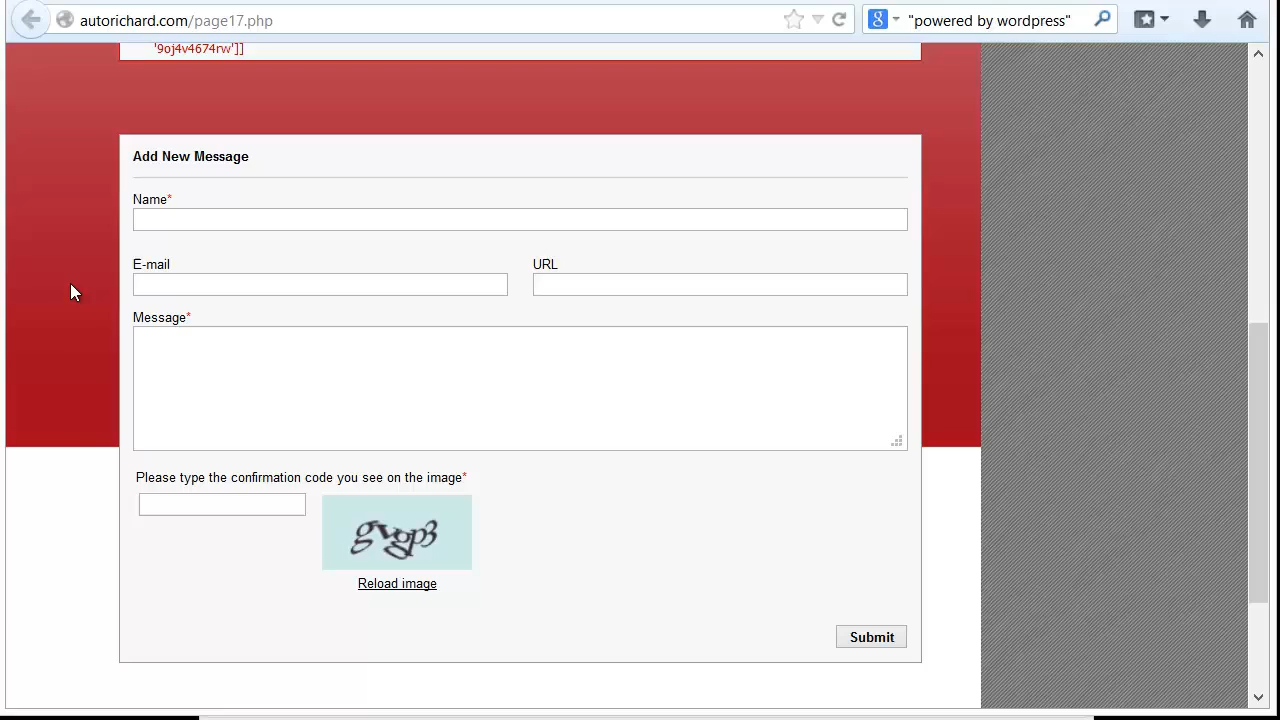 autorichard.com/page17.php
"powered by wordpress"
'9oj4v4674rw']]
Add New Message
Name*
E-mail
URL
Message*
Please type the confirmation code you see on the image*
gvgp3
Reload image
Submit